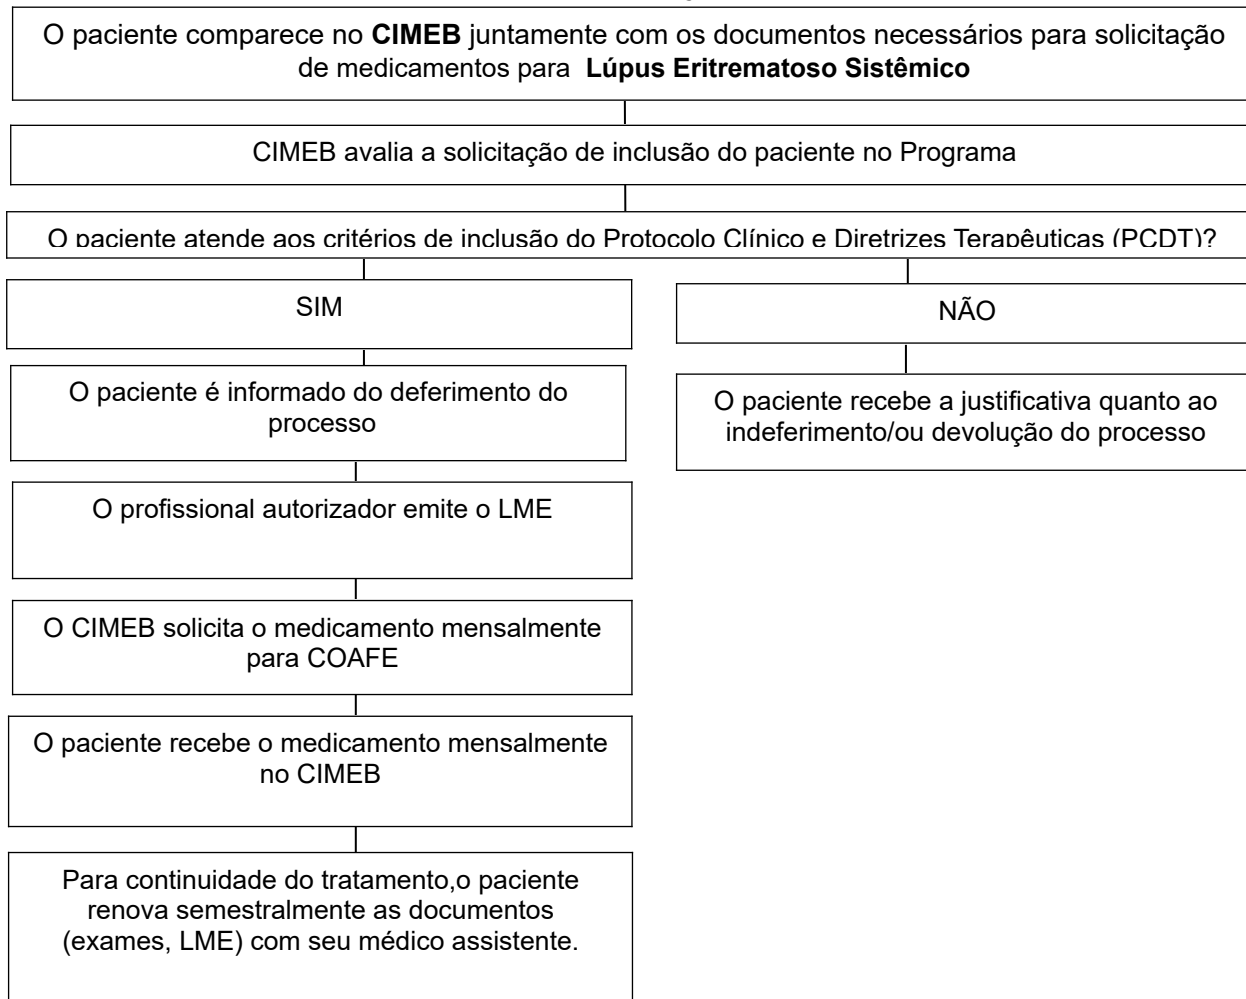 O paciente comparece no CIMEB juntamente com os documentos necessários para solicitação
de medicamentos para Lúpus Eritrematoso Sistêmico
CIMEB avalia a solicitação de inclusão do paciente no Programa
O paciente atende aos critérios de inclusão do Protocolo Clínico e Diretrizes Terapêuticas (PCDT)?
SIM
NÃO
O paciente é informado do deferimento do
processo
O paciente recebe a justificativa quanto ao
indeferimento/ou devolução do processo
O profissional autorizador emite o LME
O CIMEB solicita o medicamento mensalmente
para COAFE
O paciente recebe o medicamento mensalmente
no CIMEB
Para continuidade do tratamento,o paciente
renova semestralmente as documentos
(exames, LME) com seu médico assistente.